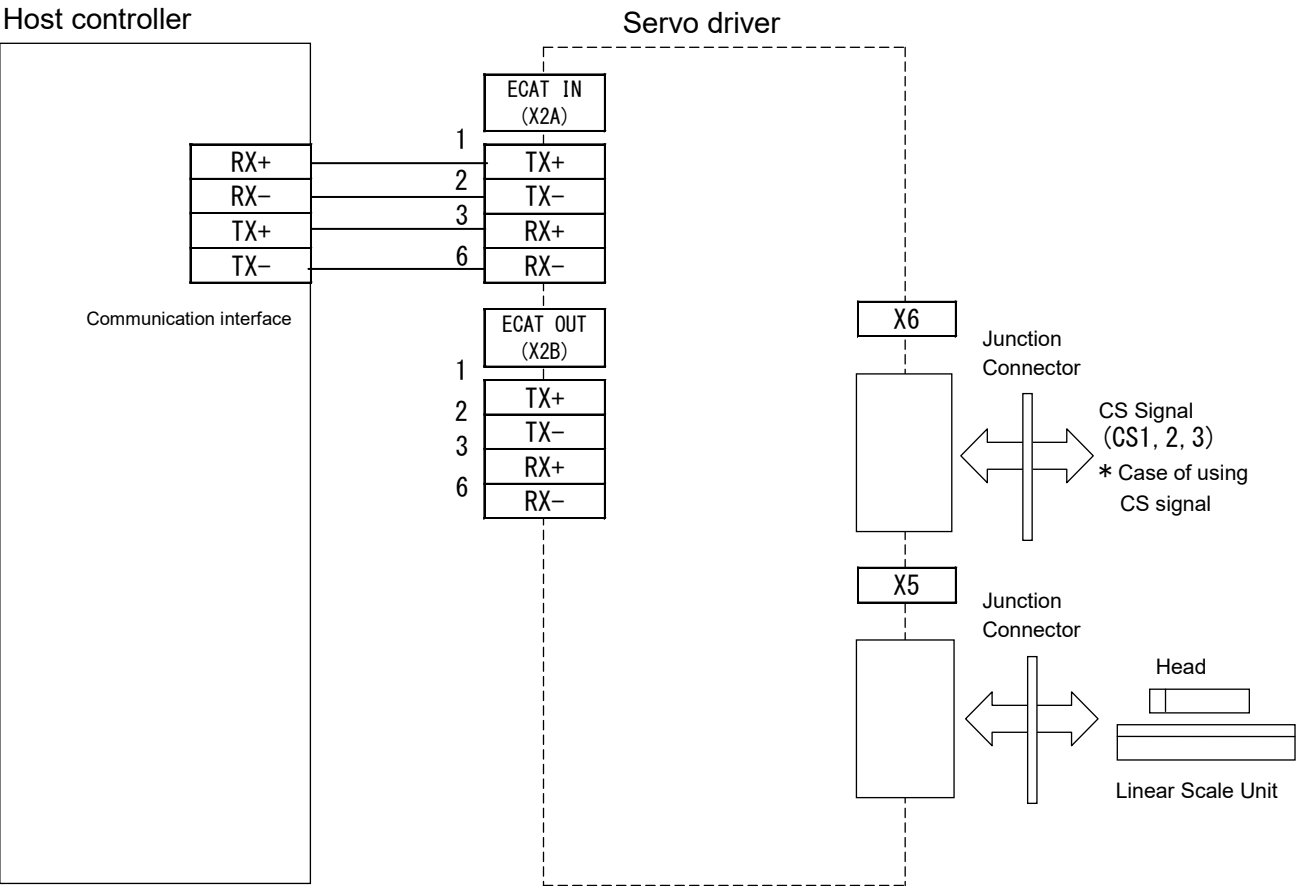 Host controller
Servo driver
ECAT IN
(X2A)
1
RX+
TX+
2
RX−
TX−
3
TX+
RX+
6
TX−
RX−
Communication interface
ECAT OUT
(X2B)
1
TX+
2
TX−
3
RX+
6
RX−
X6
Junction
Connector
CS Signal
(CS1, 2, 3)
* Case of using
CS signal
X5
Junction
Connector
Head
Linear Scale Unit